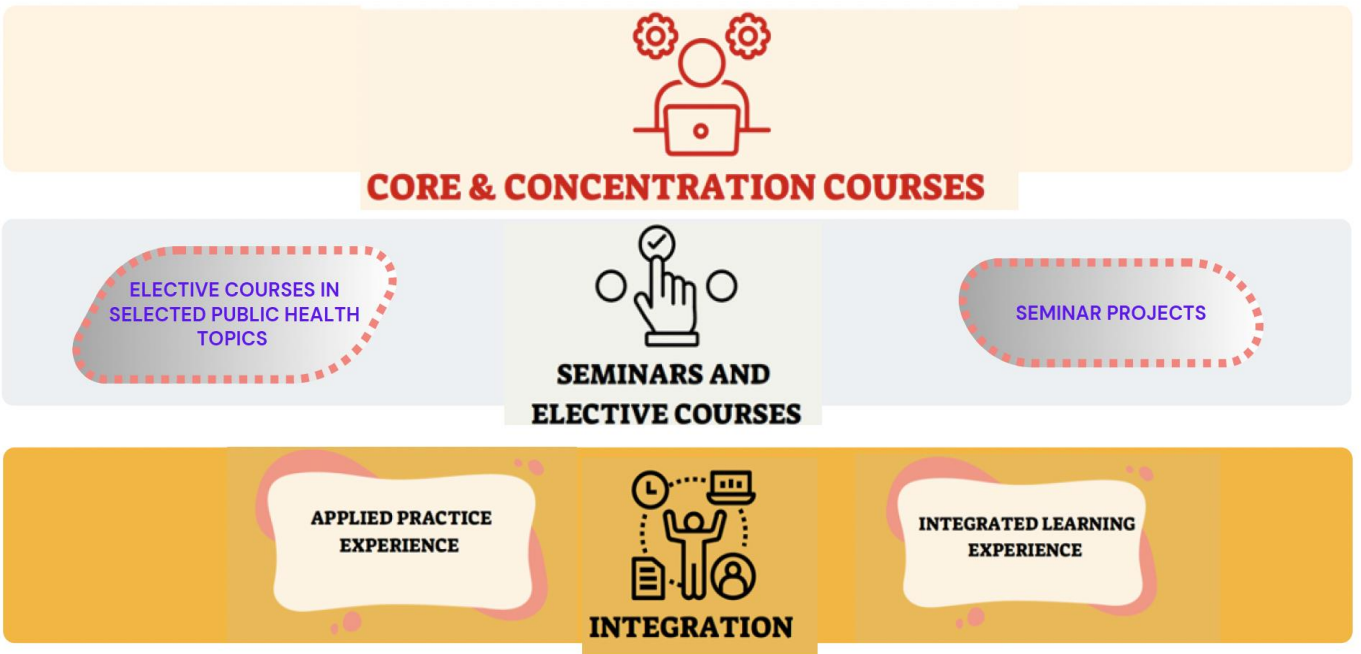 CORE & CONCENTRATION COURSES
ELECTIVE COURSES IN
SELECTED PUBLIC HEALTH
TOPICS
SEMINARS AND
ELECTIVE COURSES
SEMINAR PROJECTS
APPLIED PRACTICE
EXPERIENCE
INTEGRATION
INTEGRATED LEARNING
EXPERIENCE